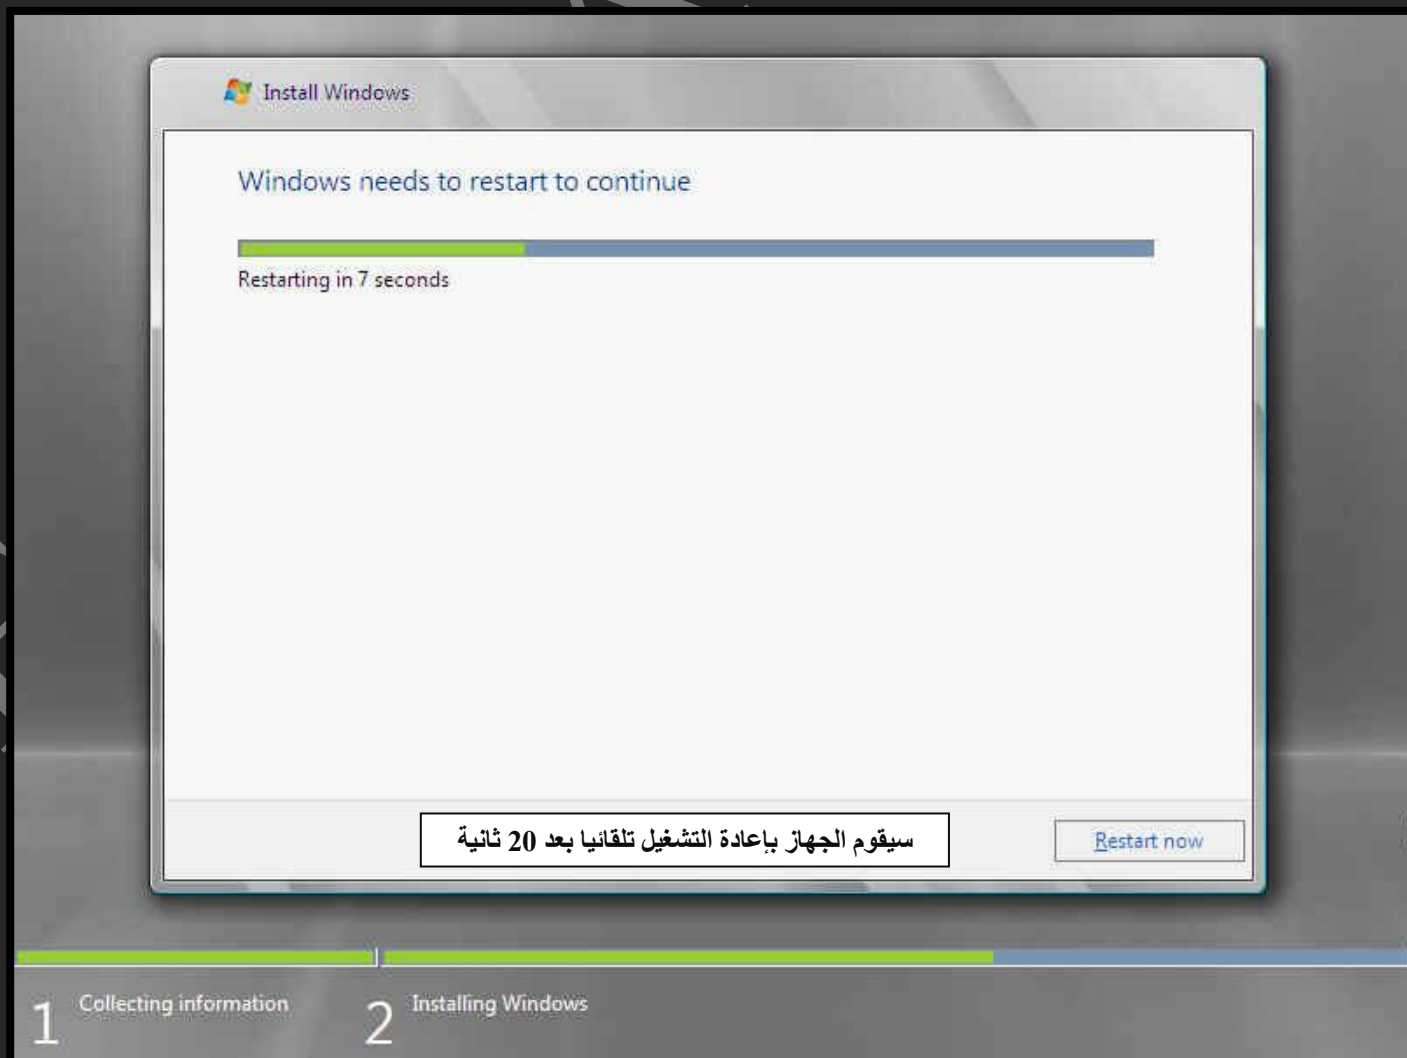 Install Windows
Windows needs to restart to continue
Restarting in 7 seconds
سيقوم الجهاز بإعادة التشغيل تلقائيا بعد 20 ثانية
Restart now
1 Collecting information 2 Installing Windows